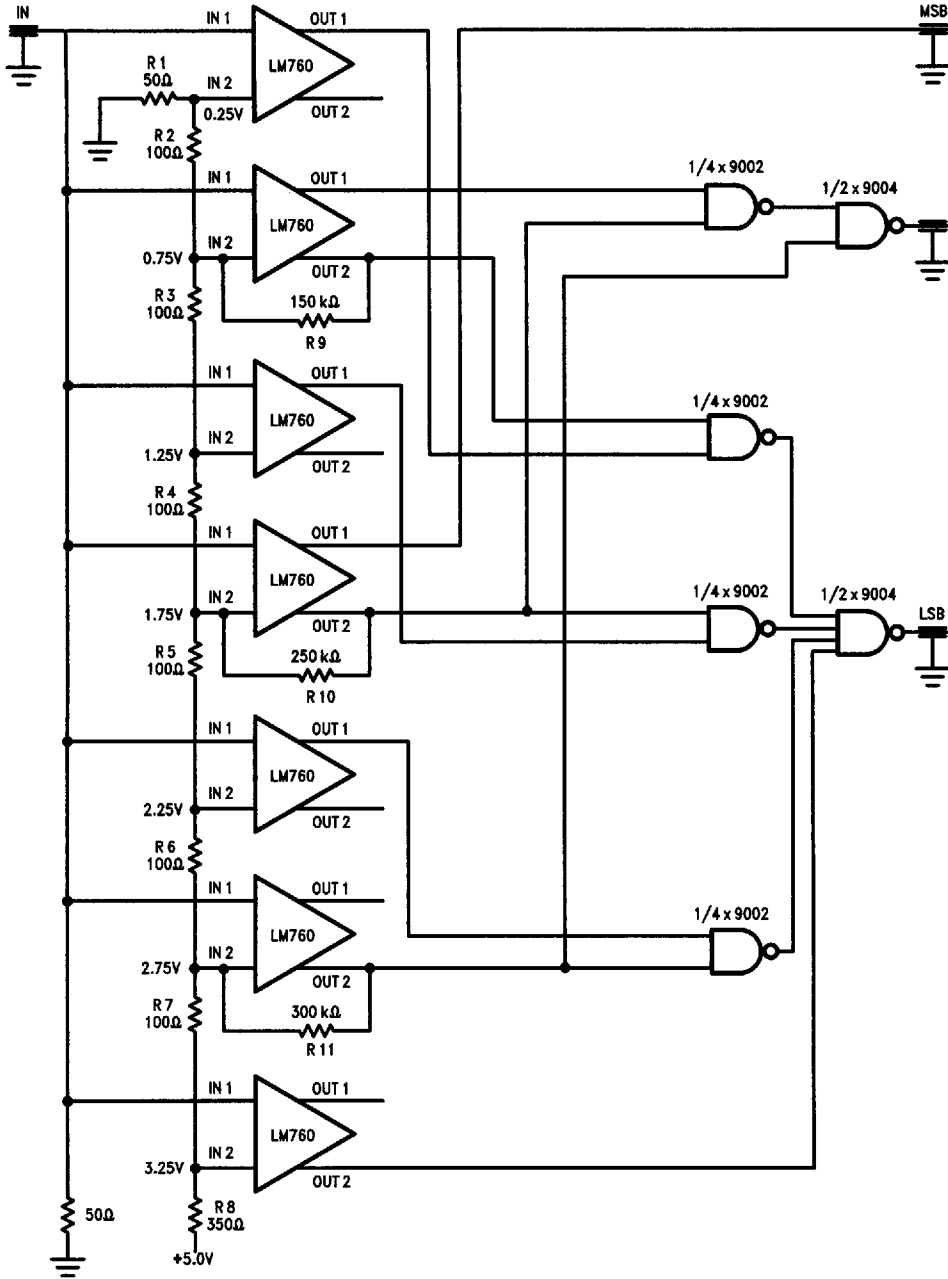 IN
IN 1
OUT 1
MSB
LM760
R 1
50Ω
IN 2
0.25V
OUT 2
R 2
100Ω
IN 1
OUT 1
1/4 x 9002
1/2 x 9004
LM760
IN 2
0.75V
OUT 2
R 3
100Ω
150 kΩ
R 9
IN 1
OUT 1
LM760
1/4 x 9002
IN 2
1.25V
OUT 2
R 4
100Ω
IN 1
OUT 1
LM760
1/4 x 9002
1/2 x 9004
IN 2
1.75V
OUT 2
LSB
R 5
100Ω
250 kΩ
R 10
IN 1
OUT 1
LM760
IN 2
2.25V
OUT 2
R 6
100Ω
IN 1
OUT 1
1/4 x 9002
LM760
IN 2
2.75V
OUT 2
R 7
100Ω
300 kΩ
R 11
IN 1
OUT 1
LM760
IN 2
3.25V
OUT 2
50Ω
R 8
350Ω
+5.0V